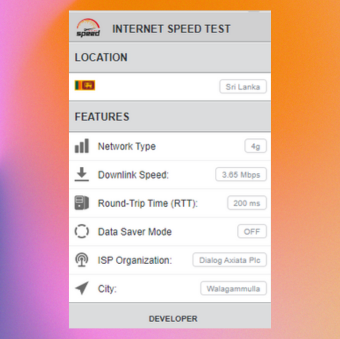 speed
INTERNET SPEED TEST
LOCATION
Sri Lanka
FEATURES
Network Type 4g
Downlink Speed: 3.65 Mbps
Round-Trip Time (RTT): 200 ms
Data Saver Mode OFF
ISP Organization: Dialog Axiata Plc
City: Walagammulla
DEVELOPER